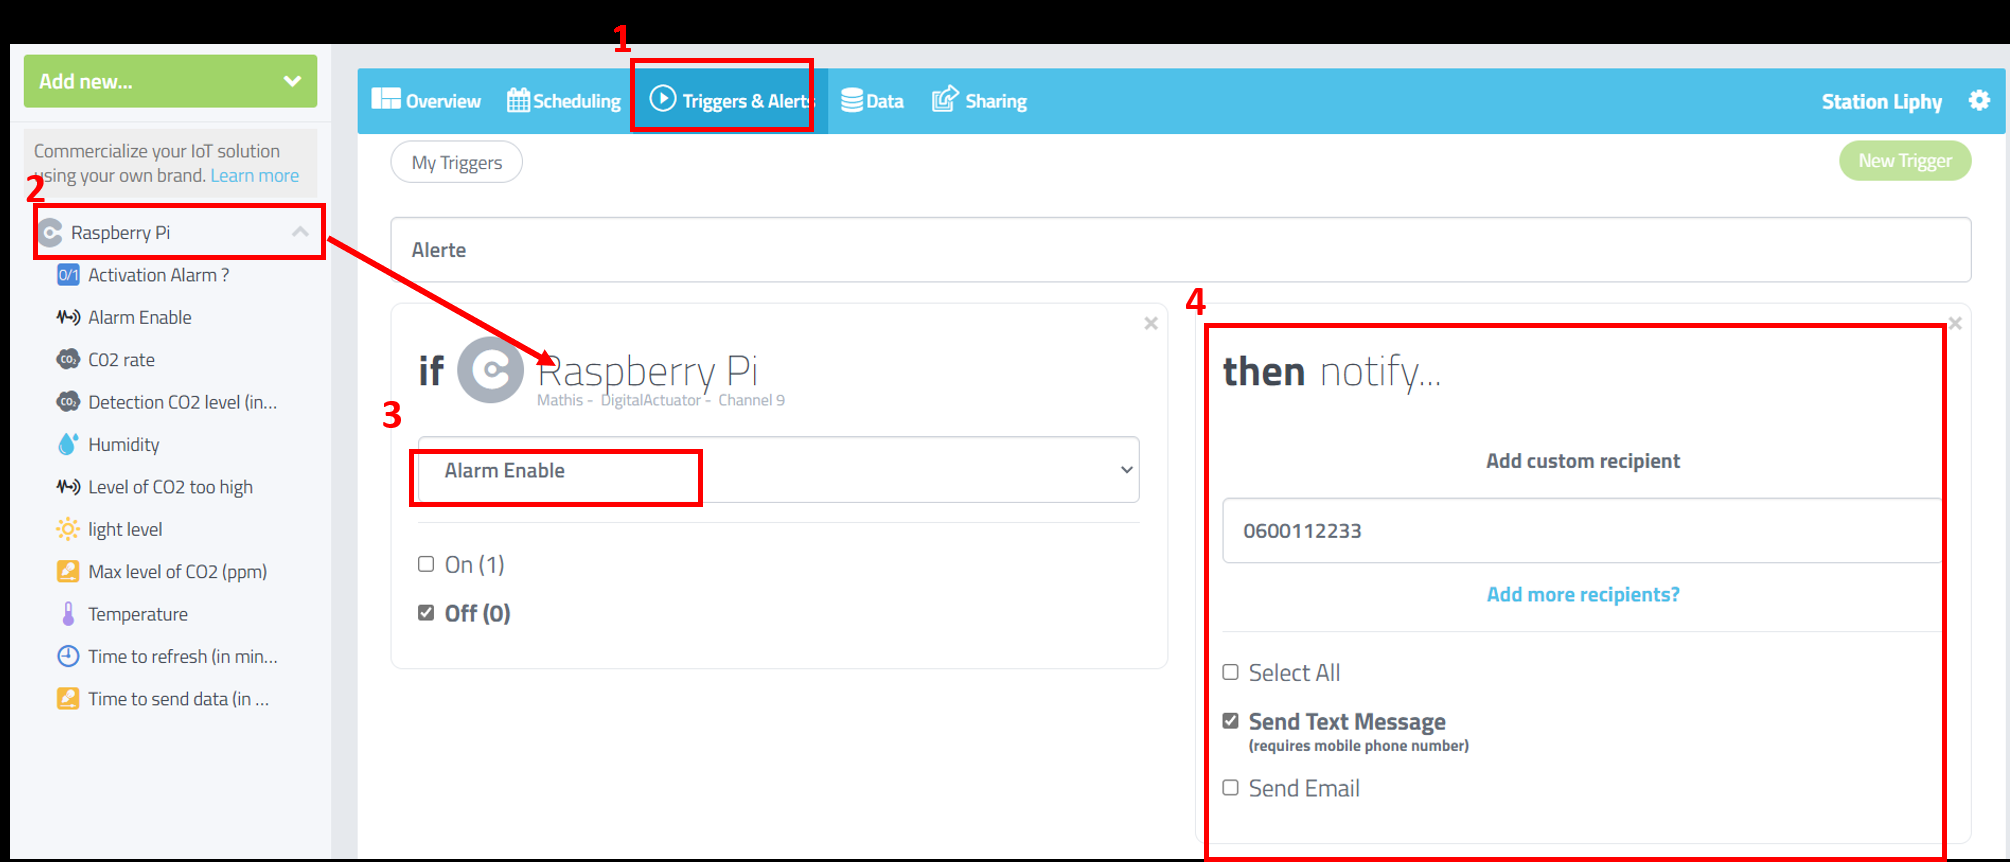 1
Add new...
Overview
Scheduling
Triggers & Alerts
Data
Sharing
Station Liphy
Commercialize your IoT solution
using your own brand. Learn more
My Triggers
New Trigger
2
Raspberry Pi
Activation Alarm ?
Alarm Enable
CO2 rate
Detection CO2 level (in...
Humidity
Level of CO2 too high
light level
Max level of CO2 (ppm)
Temperature
Time to refresh (in min...
Time to send data (in ...
Alerte
if Raspberry Pi
Mathis - DigitalActuator - Channel 9
3
Alarm Enable
On (1)
Off (0)
4
then notify...
Add custom recipient
0600112233
Add more recipients?
Select All
Send Text Message
(requires mobile phone number)
Send Email
0/1
CO₂
CO₂